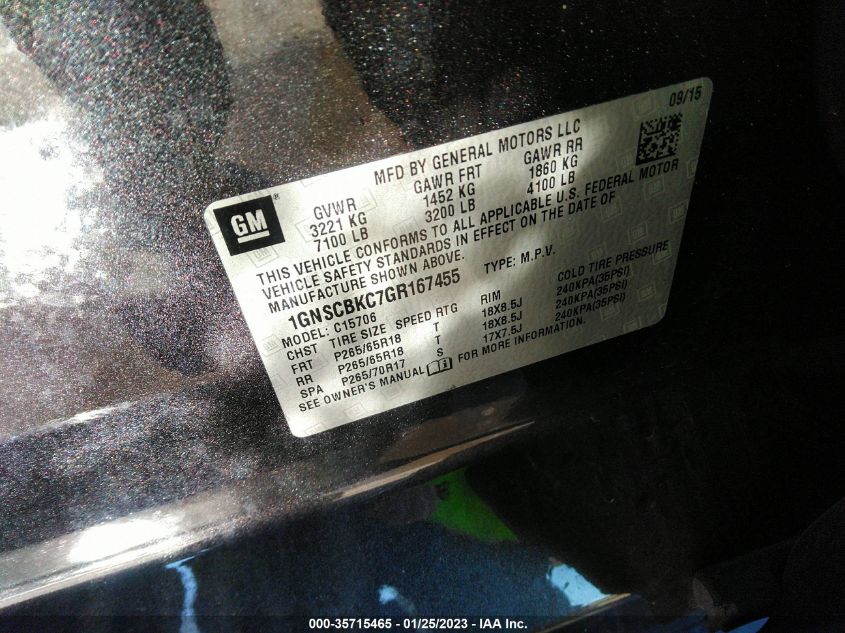 09/15
MFD BY GENERAL MOTORS LLC
GM ®
GVWR GAWR FRT GAWR RR
3221 KG 1452 KG 1860 KG
7100 LB 3200 LB 4100 LB
THIS VEHICLE CONFORMS TO ALL APPLICABLE U.S. FEDERAL MOTOR
VEHICLE SAFETY STANDARDS IN EFFECT ON THE DATE OF
MANUFACTURE SHOWN ABOVE.
1GNSCBKC7GR167455 TYPE: M.P.V.
MODEL: C15706
CHST TIRE SIZE SPEED RTG RIM COLD TIRE PRESSURE
FRT P265/65R18 T 18X8.5J 240KPA(35PSI)
RR P265/65R18 T 18X8.5J 240KPA(35PSI)
SPA P265/70R17 S 17X7.5J 240KPA(35PSI)
SEE OWNER'S MANUAL FOR MORE INFORMATION.
000-35715465 - 01/25/2023 - IAA Inc.